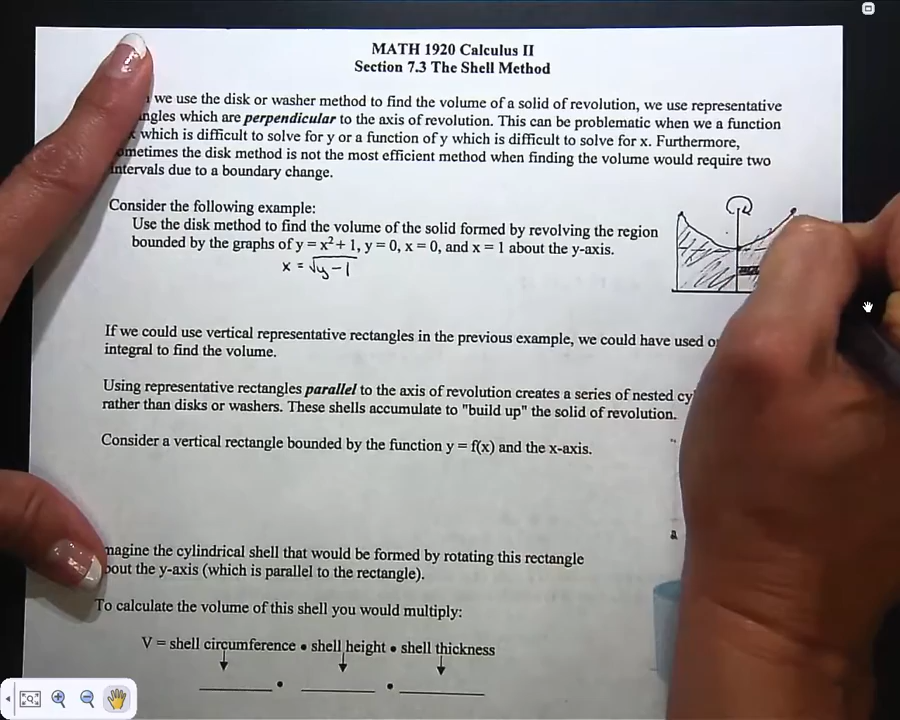 MATH 1920 Calculus II
Section 7.3 The Shell Method
we use the disk or washer method to find the volume of a solid of revolution, we use representative
which are perpendicular to the axis of revolution. This can be problematic when we a function
which is difficult to solve for y or a function of y which is difficult to solve for x. Furthermore,
ometimes the disk method is not the most efficient method when finding the volume would require two
intervals due to a boundary change.
Consider the following example:
Use the disk method to find the volume of the solid formed by revolving the region
bounded by the graphs of y = x² + 1, y = 0, x = 0, and x = 1 about the y-axis.
x = √y-1
If we could use vertical representative rectangles in the previous example, we could have used
integral to find the volume.
Using representative rectangles parallel to the axis of revolution creates a series of nested cy
rather than disks or washers. These shells accumulate to "build up" the solid of revolution.
Consider a vertical rectangle bounded by the function y = f(x) and the x-axis.
magine the cylindrical shell that would be formed by rotating this rectangle
bout the y-axis (which is parallel to the rectangle).
To calculate the volume of this shell you would multiply:
V = shell circumference • shell height • shell thickness